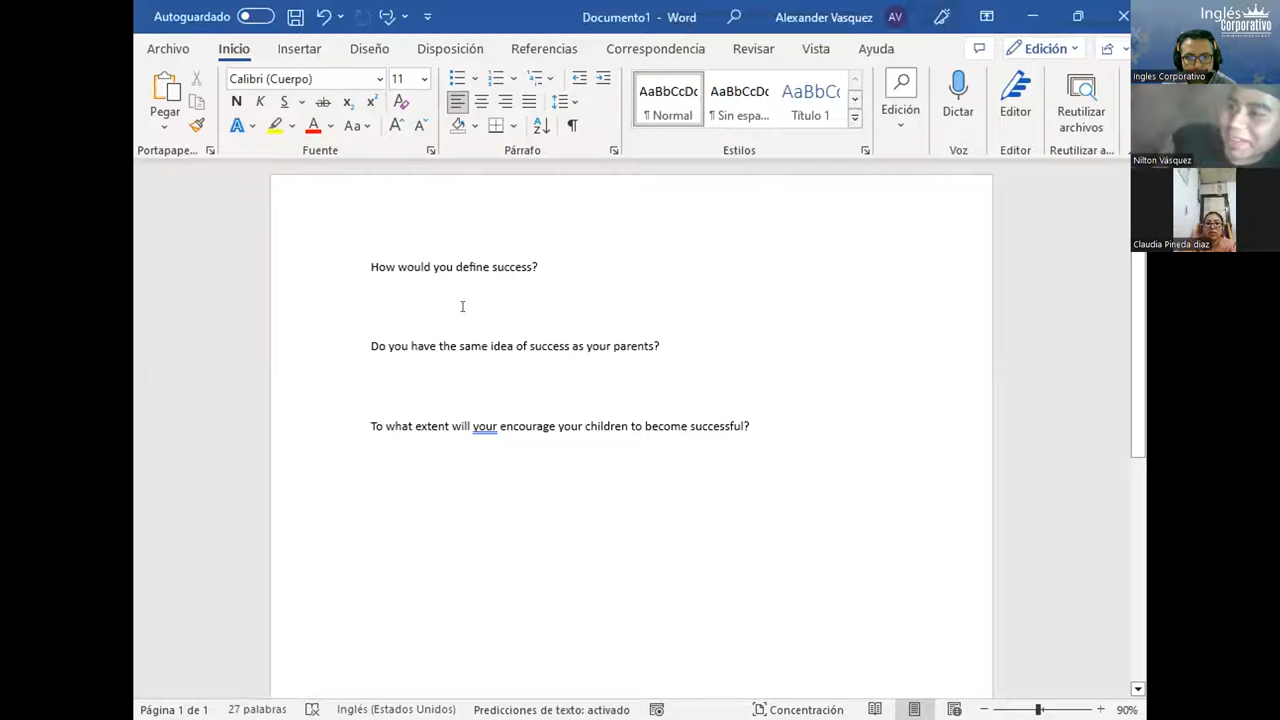 Autoguardado
Documento1 - Word
Alexander Vasquez
AV
Archivo Inicio Insertar Diseño Disposición Referencias Correspondencia Revisar Vista Ayuda
Edición
Pegar
Calibri (Cuerpo) 11
N K S ab x₂ x²
A Aa A A
AaBbCcDc AaBbCcDc AaBbCc
¶ Normal ¶ Sin espa... Título 1
Edición
Dictar
Editor
Reutilizar
archivos
Portapape... Fuente Párrafo Estilos Voz Editor Reutilizar a...
How would you define success?
Do you have the same idea of success as your parents?
To what extent will your encourage your children to become successful?
Página 1 de 1 27 palabras Inglés (Estados Unidos) Predicciones de texto: activado Concentración 90%
Inglés
Corporativo
Ingles Corporativo
Nilton Vásquez
Claudia Pineda diaz